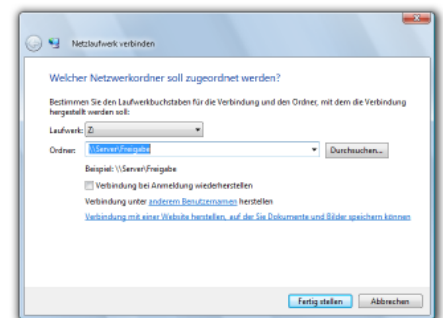 Netzlaufwerk verbinden
Welcher Netzwerkordner soll zugeordnet werden?
Bestimmen Sie den Laufwerkbuchstaben für die Verbindung und den Ordner, mit dem die Verbindung
hergestellt werden soll:
Laufwerk: Z:
Ordner: \\Server\Freigabe Durchsuchen...
Beispiel: \\Server\Freigabe
Verbindung bei Anmeldung wiederherstellen
Verbindung unter anderem Benutzernamen herstellen
Verbindung mit einer Website herstellen, auf der Sie Dokumente und Bilder speichern können
Fertig stellen Abbrechen